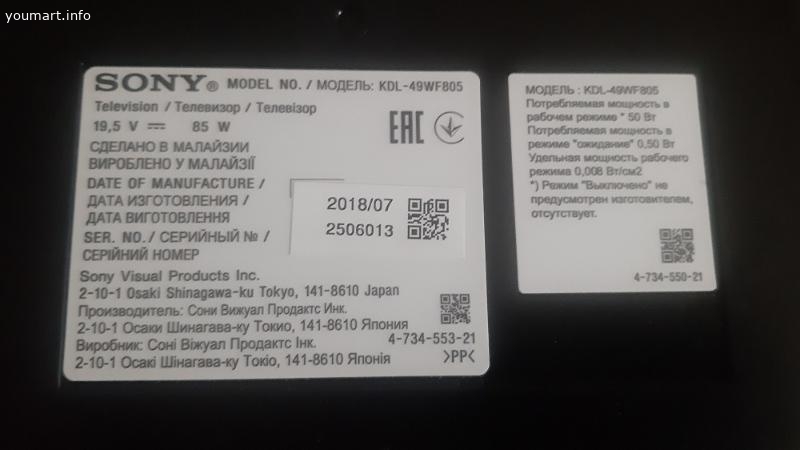 youmart.info
SONY® MODEL NO. / МОДЕЛЬ: KDL-49WF805
Television / Телевизор / Телевізор
19,5 V ⎓ 85 W
EAC
СДЕЛАНО В МАЛАЙЗИИ
ВИРОБЛЕНО У МАЛАЙЗІЇ
DATE OF MANUFACTURE /
ДАТА ИЗГОТОВЛЕНИЯ /
ДАТА ВИГОТОВЛЕННЯ
2018/07
SER. NO. / СЕРИЙНЫЙ № /
СЕРІЙНИЙ НОМЕР
2506013
Sony Visual Products Inc.
2-10-1 Osaki Shinagawa-ku Tokyo, 141-8610 Japan
Производитель: Сони Вижуал Продактс Инк.
2-10-1 Осаки Шинагава-ку Токио, 141-8610 Япония
Виробник: Соні Віжуал Продактс Інк.
2-10-1 Осакі Шінагава-ку Токіо, 141-8610 Японія
4-734-553-21
>PP<
МОДЕЛЬ : KDL-49WF805
Потребляемая мощность в
рабочем режиме * 50 Вт
Потребляемая мощность в
режиме "ожидание" 0,50 Вт
Удельная мощность рабочего
режима 0,008 Вт/см2
*) Режим "Выключено" не
предусмотрен изготовителем,
отсутствует.
4-734-550-21